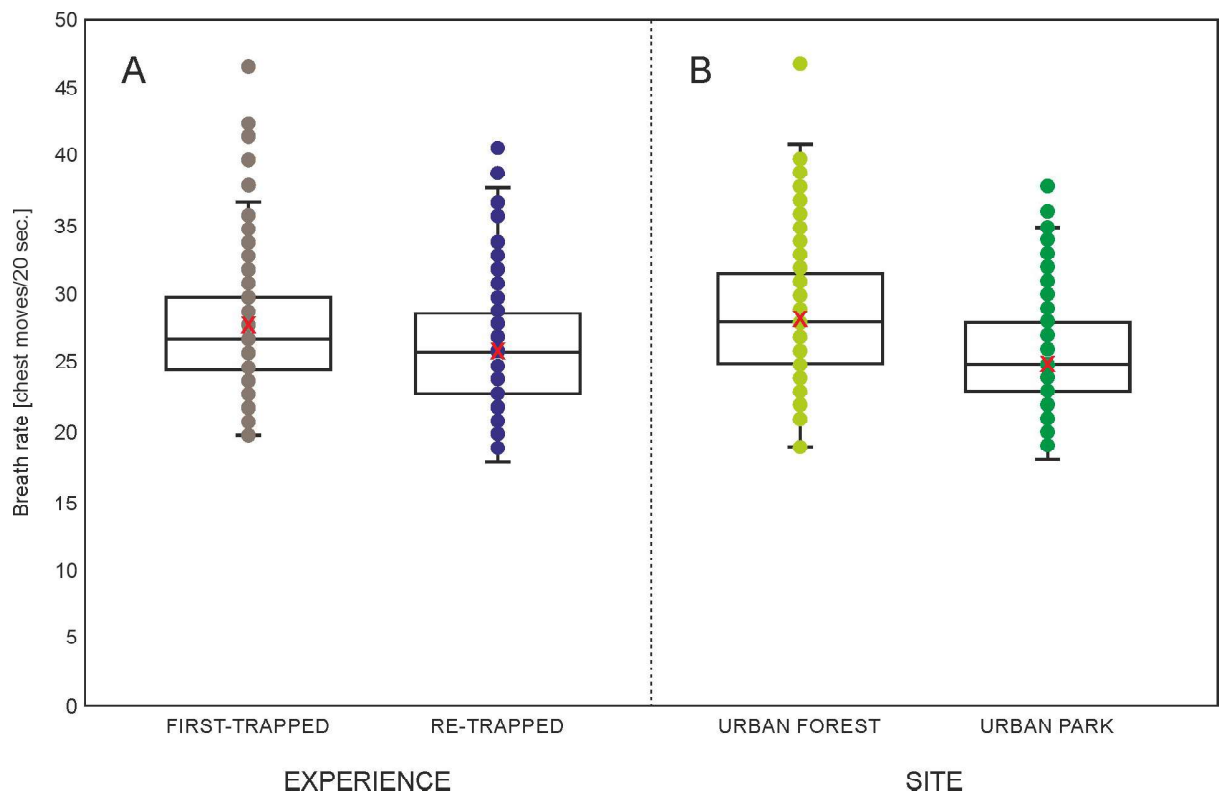 50
45
40
35
30
25
20
15
10
5
0
Breath rate [chest moves/20 sec.]
A
B
FIRST-TRAPPED
RE-TRAPPED
URBAN FOREST
URBAN PARK
EXPERIENCE
SITE